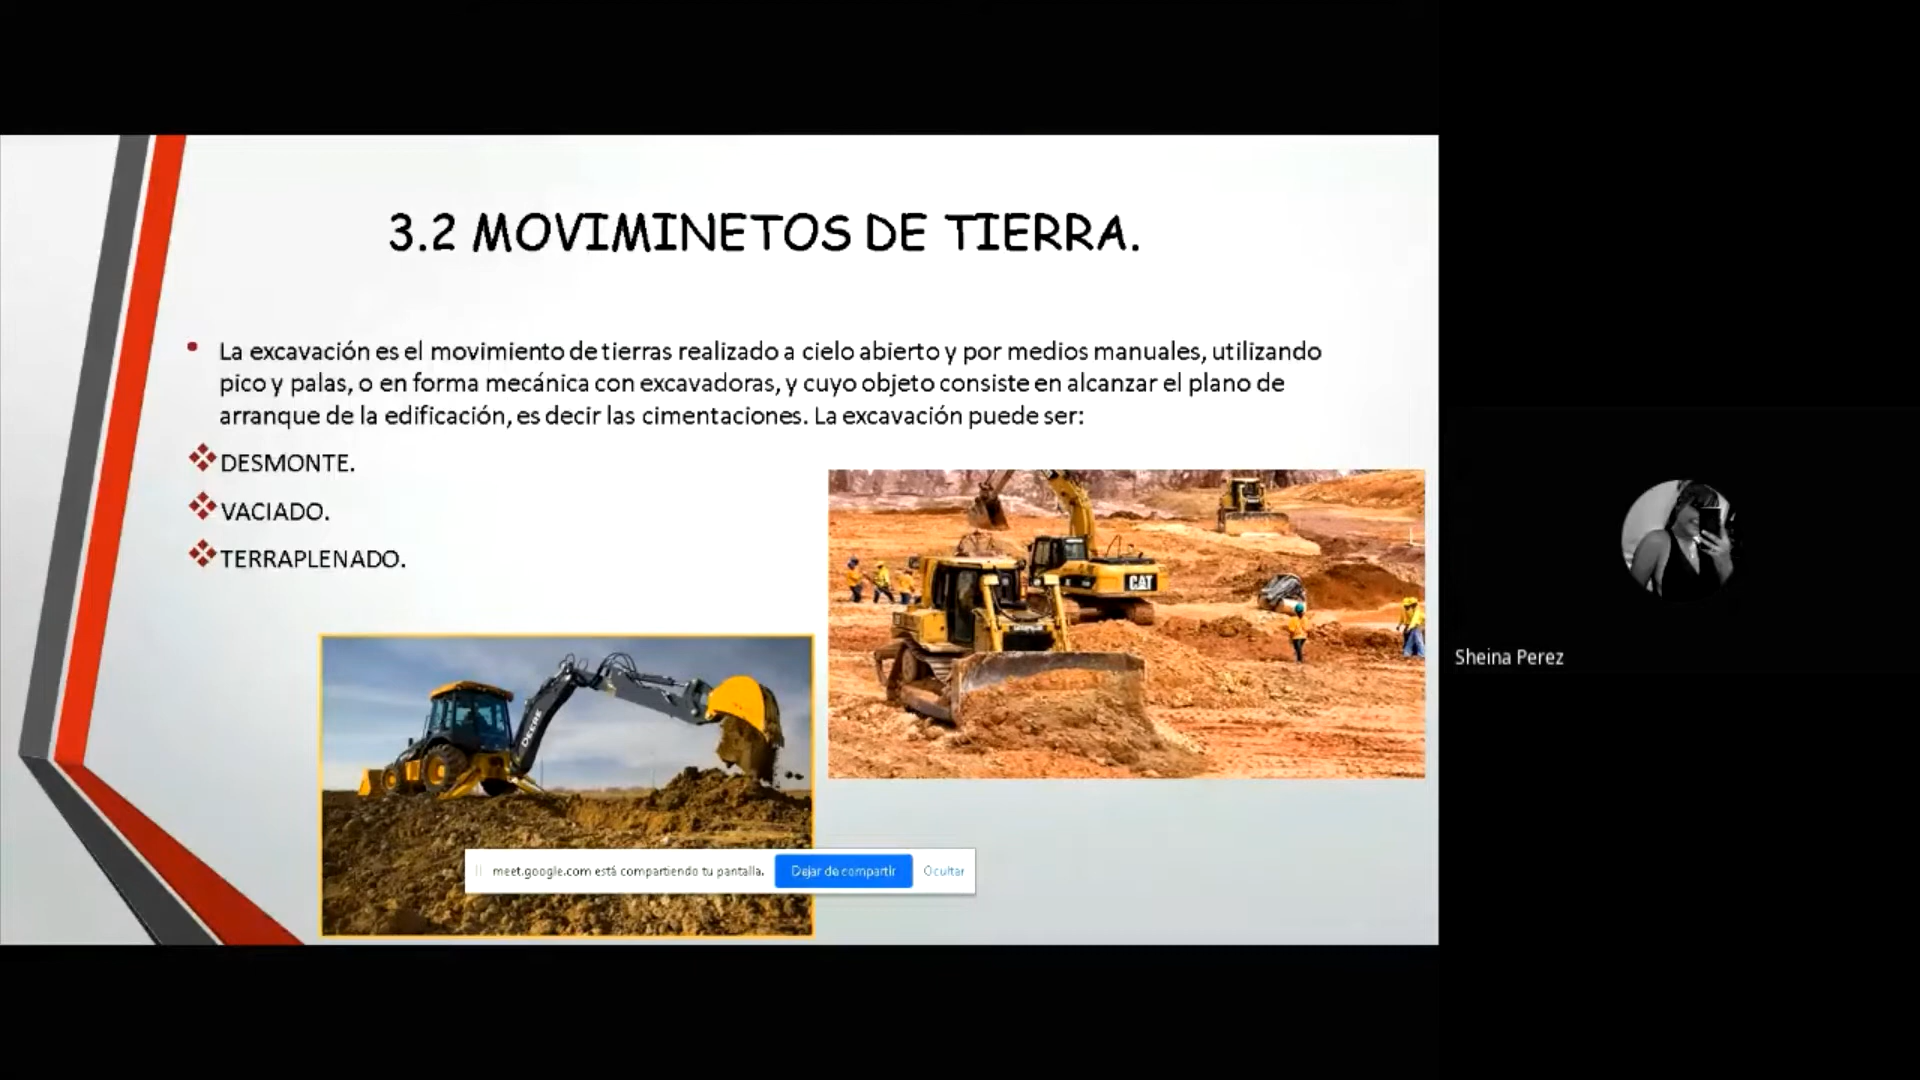 3.2 MOVIMINETOS DE TIERRA.
• La excavación es el movimiento de tierras realizado a cielo abierto y por medios manuales, utilizando
pico y palas, o en forma mecánica con excavadoras, y cuyo objeto consiste en alcanzar el plano de
arranque de la edificación, es decir las cimentaciones. La excavación puede ser:
❖DESMONTE.
❖VACIADO.
❖TERRAPLENADO.
CAT
DEERE
meet.google.com está compartiendo tu pantalla. Dejar de compartir Ocultar
Sheina Perez